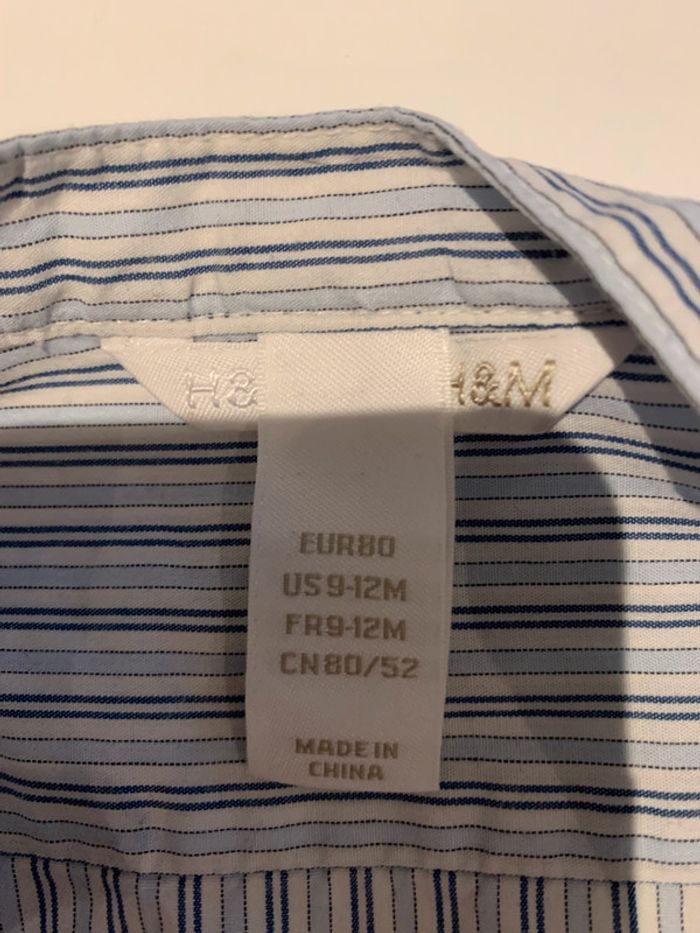 H& H&M
EUR80
US9-12M
FR9-12M
CN80/52
MADE IN
CHINA